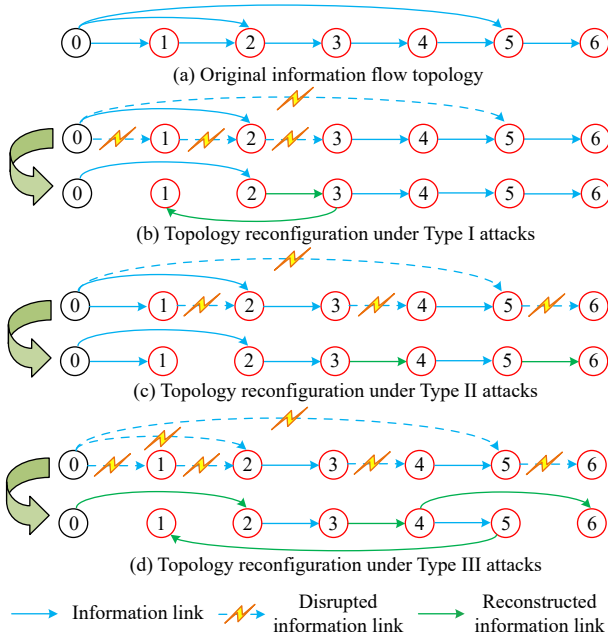 0 1 2 3 4 5 6
(a) Original information flow topology
0 1 2 3 4 5 6
0 1 2 3 4 5 6
(b) Topology reconfiguration under Type I attacks
0 1 2 3 4 5 6
0 1 2 3 4 5 6
(c) Topology reconfiguration under Type II attacks
0 1 2 3 4 5 6
0 1 2 3 4 5 6
(d) Topology reconfiguration under Type III attacks
Information link
Disrupted
information link
Reconstructed
information link